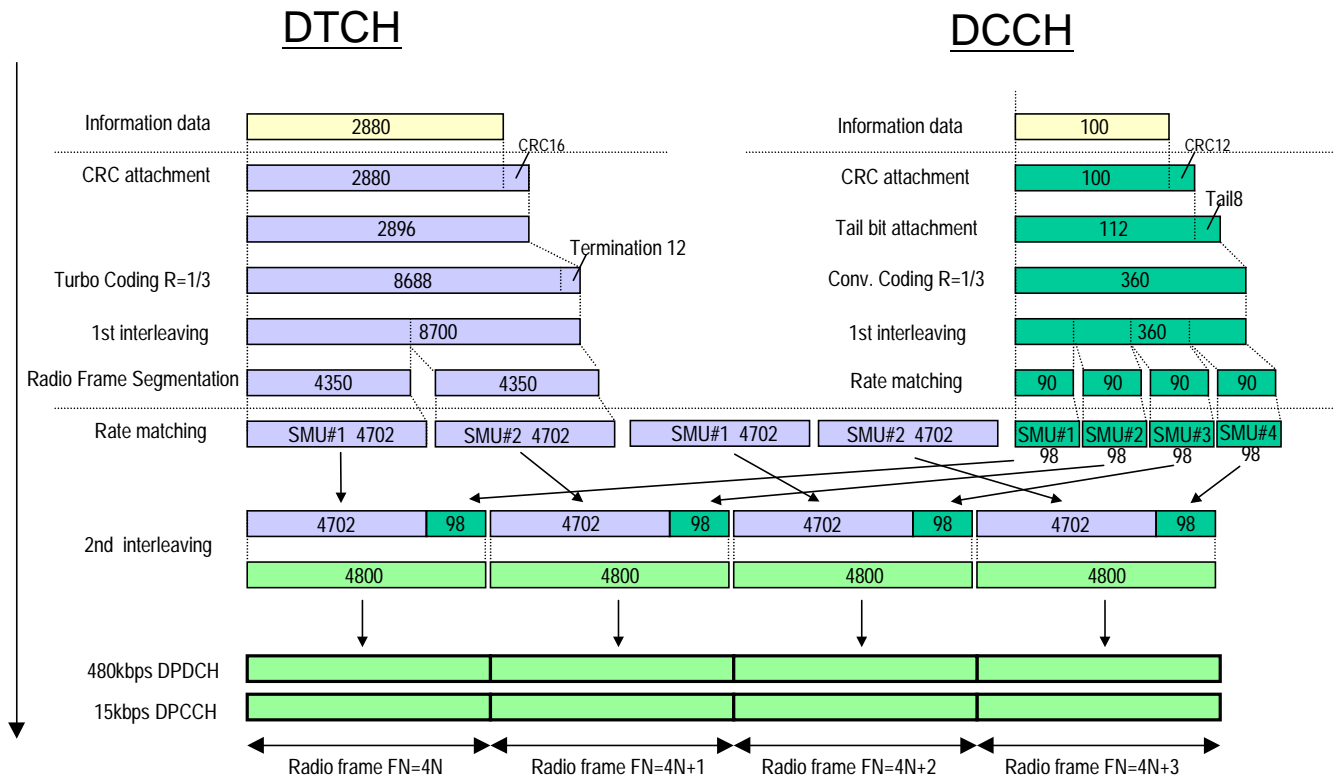 DTCH
DCCH
Information data
2880
Information data
100
CRC16
CRC12
CRC attachment
2880
CRC attachment
100
Tail8
2896
Tail bit attachment
112
Termination 12
Turbo Coding R=1/3
8688
Conv. Coding R=1/3
360
1st interleaving
8700
1st interleaving
360
Radio Frame Segmentation
4350
4350
Rate matching
90
90
90
90
Rate matching
SMU#1 4702
SMU#2 4702
SMU#1 4702
SMU#2 4702
SMU#1
SMU#2
SMU#3
SMU#4
98
98
98
98
2nd interleaving
4702
98
4702
98
4702
98
4702
98
4800
4800
4800
4800
480kbps DPDCH
15kbps DPCCH
Radio frame FN=4N
Radio frame FN=4N+1
Radio frame FN=4N+2
Radio frame FN=4N+3